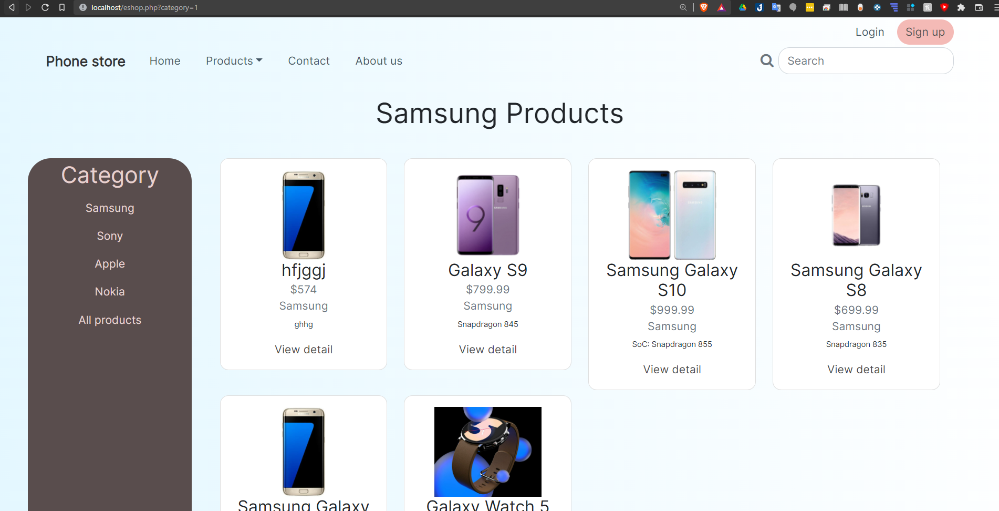 localhost/eshop.php?category=1
Login
Sign up
Phone store
Home
Products
Contact
About us
Search
Samsung Products
Category
Samsung
Sony
Apple
Nokia
All products
hfjggj
$574
Samsung
ghhg
View detail
9
SAMSUNG
Galaxy S9
$799.99
Samsung
Snapdragon 845
View detail
SAMSUNG
Samsung Galaxy
S10
$999.99
Samsung
SoC: Snapdragon 855
View detail
Samsung Galaxy
S8
$699.99
Samsung
Snapdragon 835
View detail
Samsung Galaxy
Galaxy Watch 5